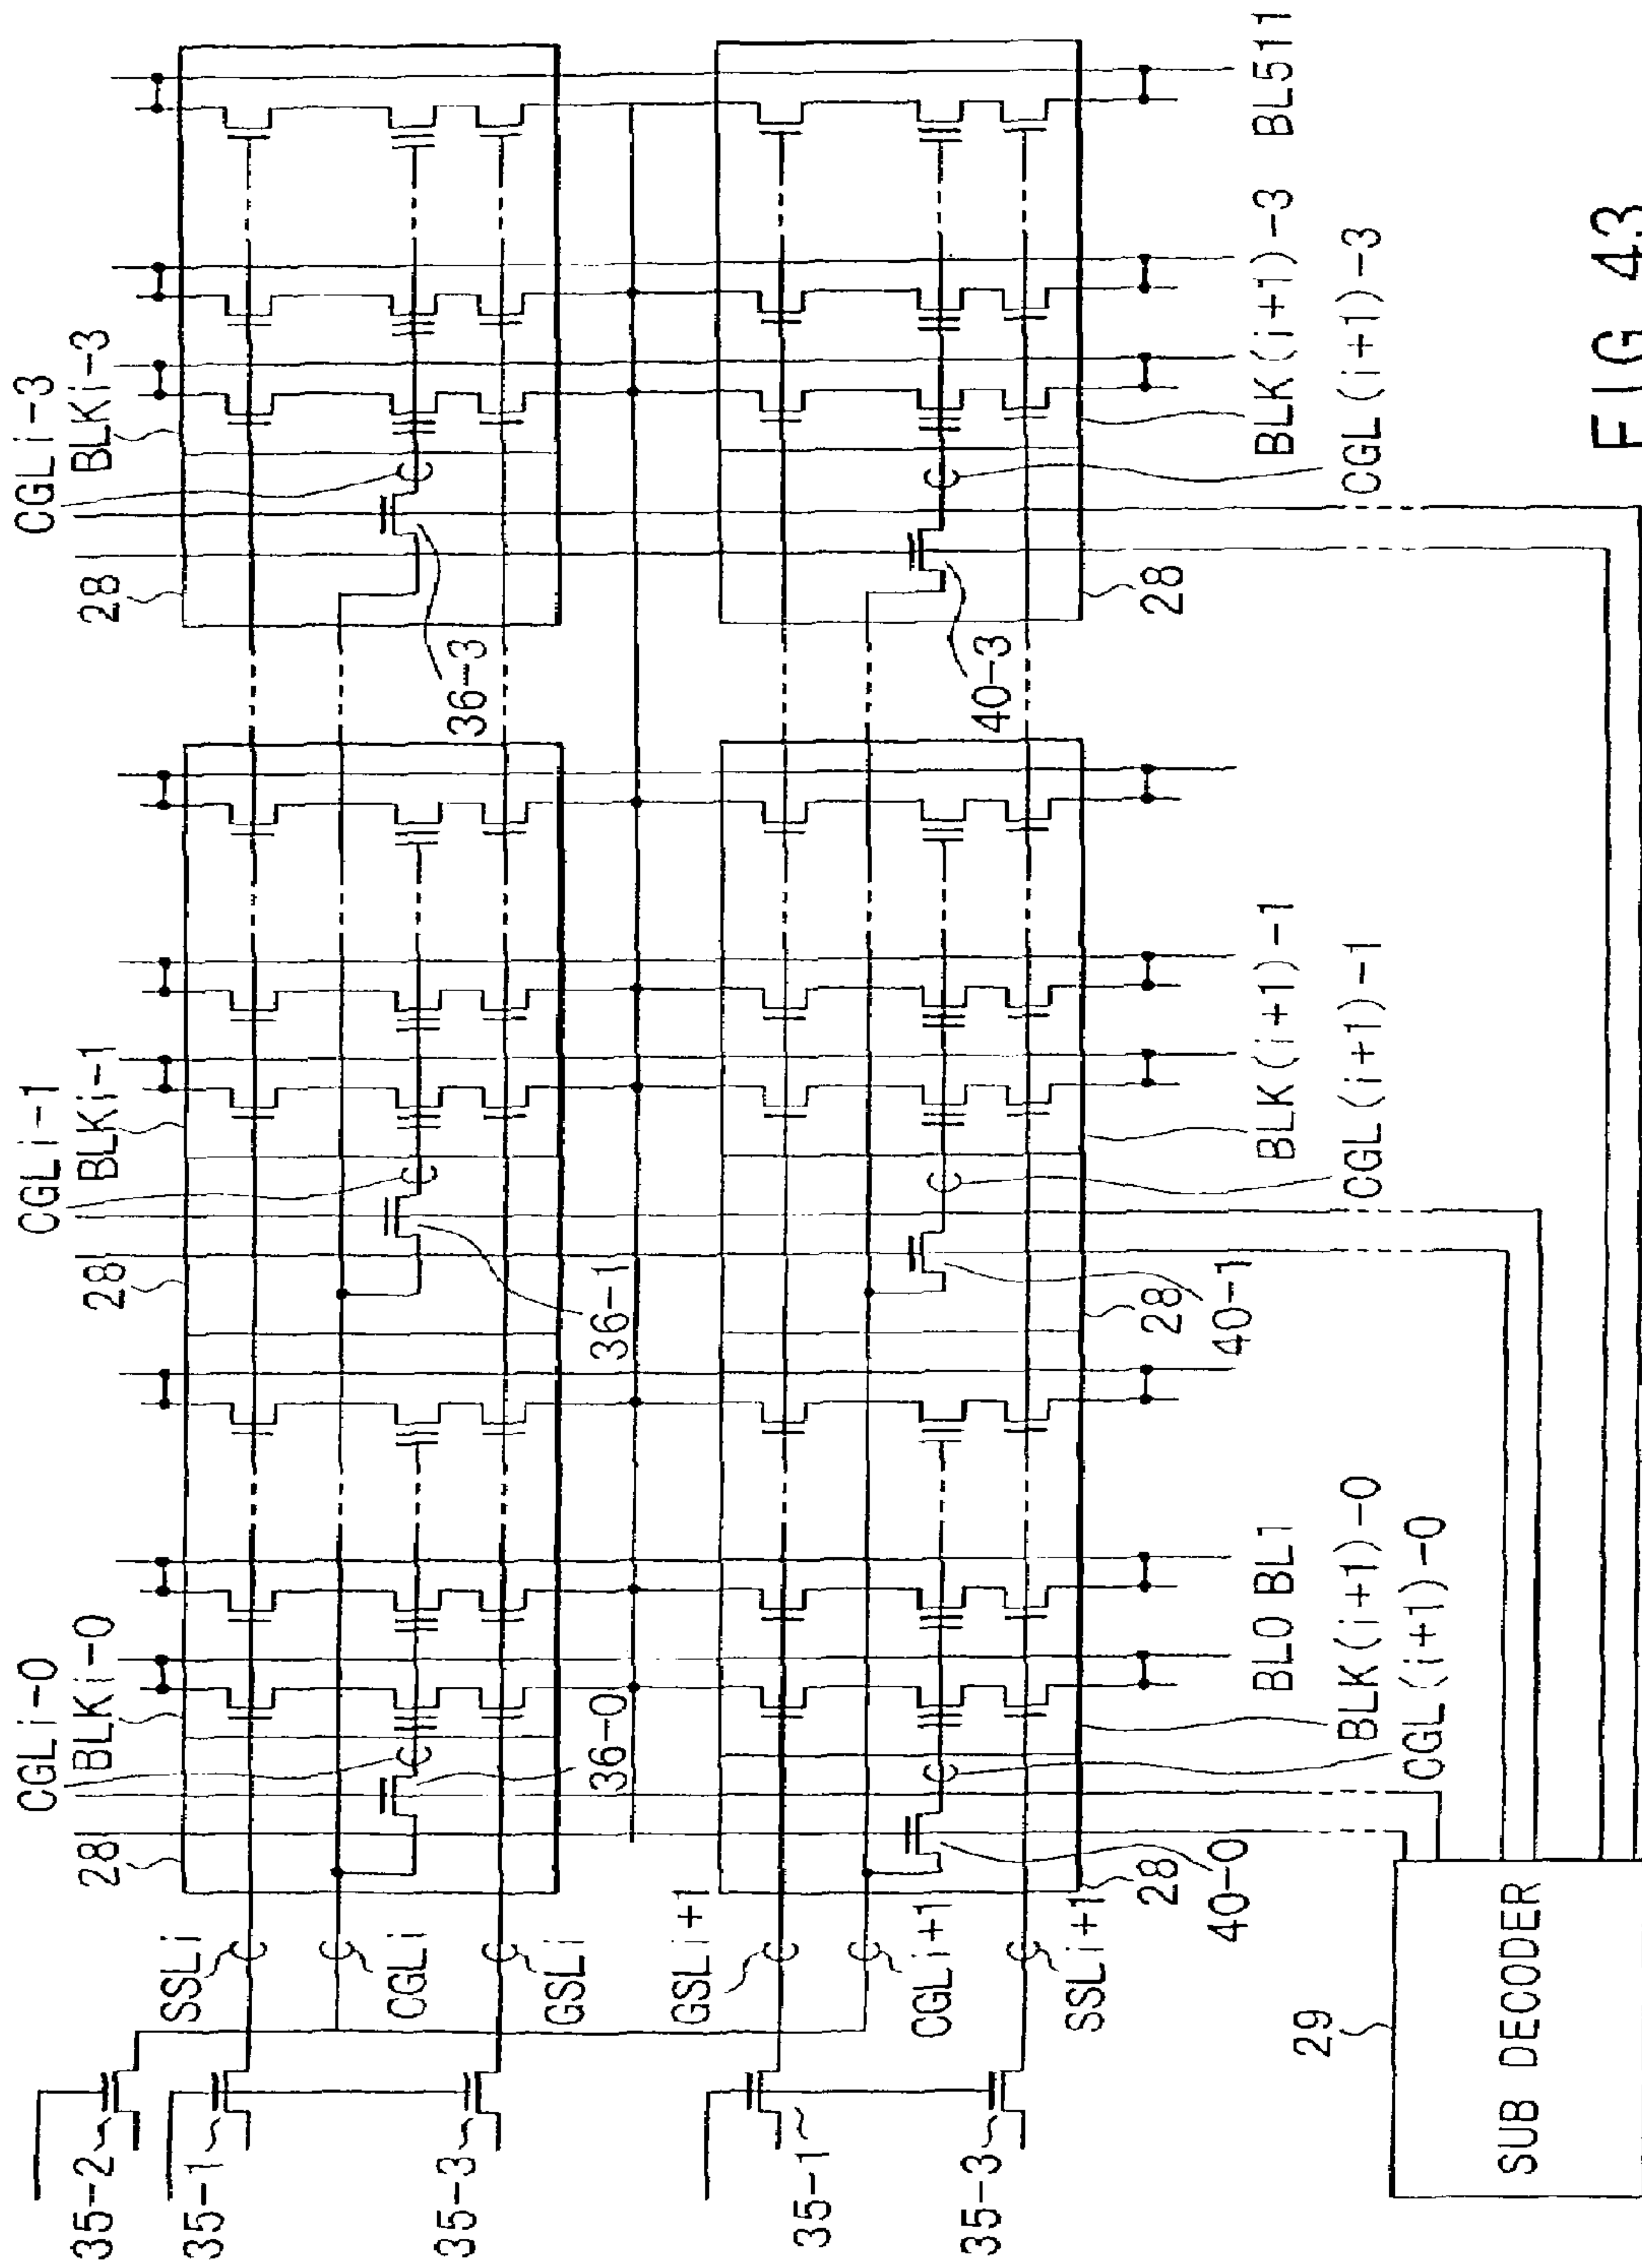 CGLi-0
BLKi-0
CGLi-1
BLKi-1
CGLi-3
BLKi-3
28
28
28
35-2
35-1
SSLi
CGLi
35-3
GSLi
36-0
36-1
36-3
GSLi+1
35-1
CGLi+1
35-3
SSLi+1
28
40-0
28
40-1
40-3
28
BL0 BL1
BLK(i+1)-0
CGL(i+1)-0
BLK(i+1)-1
CGL(i+1)-1
BLK(i+1)-3 BL511
CGL(i+1)-3
29
SUB DECODER
FIG 43